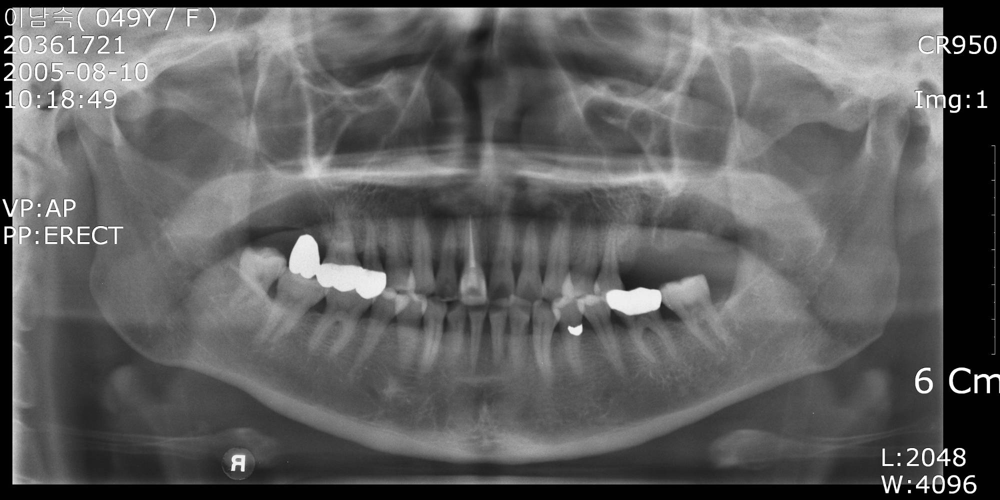 이남숙( 049Y / F )
20361721
2005-08-10
10:18:49
CR950
Img:1
VP:AP
PP:ERECT
6 Cm
R
L:2048
W:4096